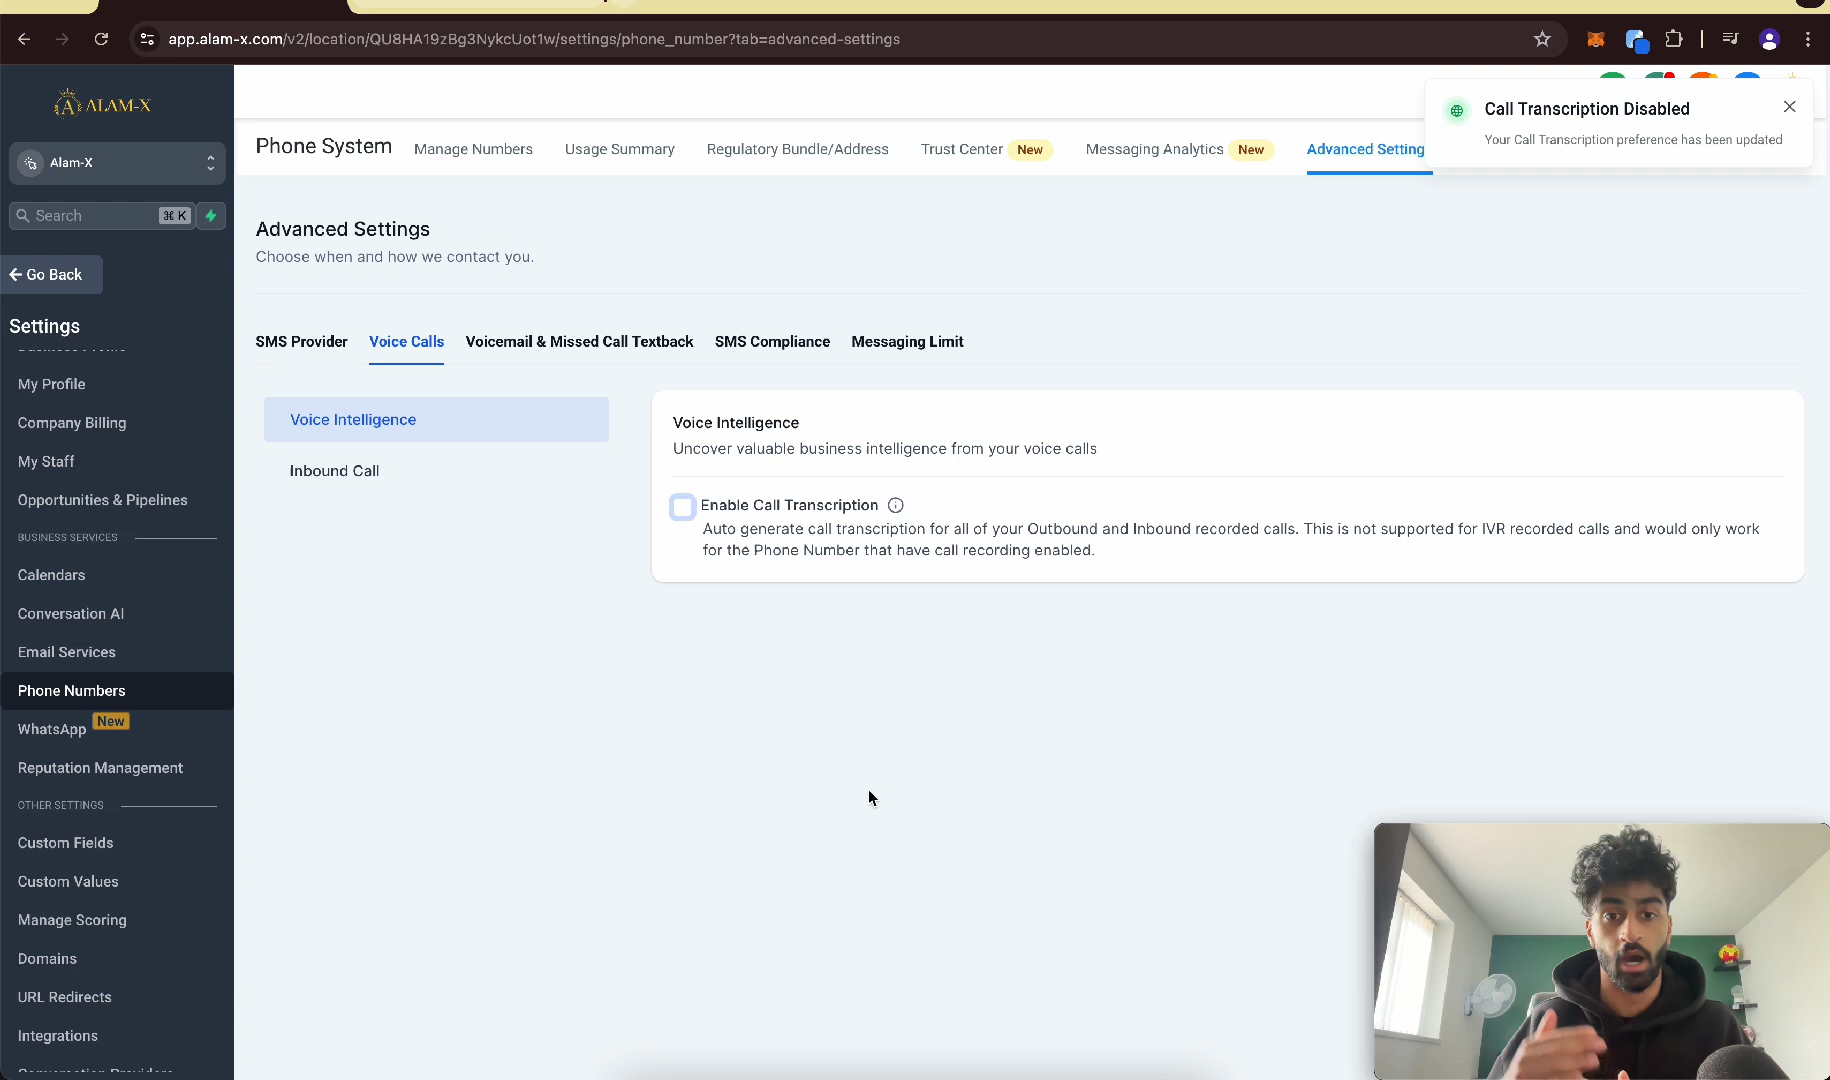 app.alam-x.com/v2/location/QU8HA19zBg3NykcUot1w/settings/phone_number?tab=advanced-settings
ALAM-X
Alam-X
Search
⌘ K
Go Back
Settings
My Profile
Company Billing
My Staff
Opportunities & Pipelines
BUSINESS SERVICES
Calendars
Conversation AI
Email Services
Phone Numbers
WhatsApp New
Reputation Management
OTHER SETTINGS
Custom Fields
Custom Values
Manage Scoring
Domains
URL Redirects
Integrations
Phone System
Manage Numbers
Usage Summary
Regulatory Bundle/Address
Trust Center New
Messaging Analytics New
Advanced Setting
Call Transcription Disabled
Your Call Transcription preference has been updated
Advanced Settings
Choose when and how we contact you.
SMS Provider
Voice Calls
Voicemail & Missed Call Textback
SMS Compliance
Messaging Limit
Voice Intelligence
Inbound Call
Voice Intelligence
Uncover valuable business intelligence from your voice calls
Enable Call Transcription
Auto generate call transcription for all of your Outbound and Inbound recorded calls. This is not supported for IVR recorded calls and would only work
for the Phone Number that have call recording enabled.